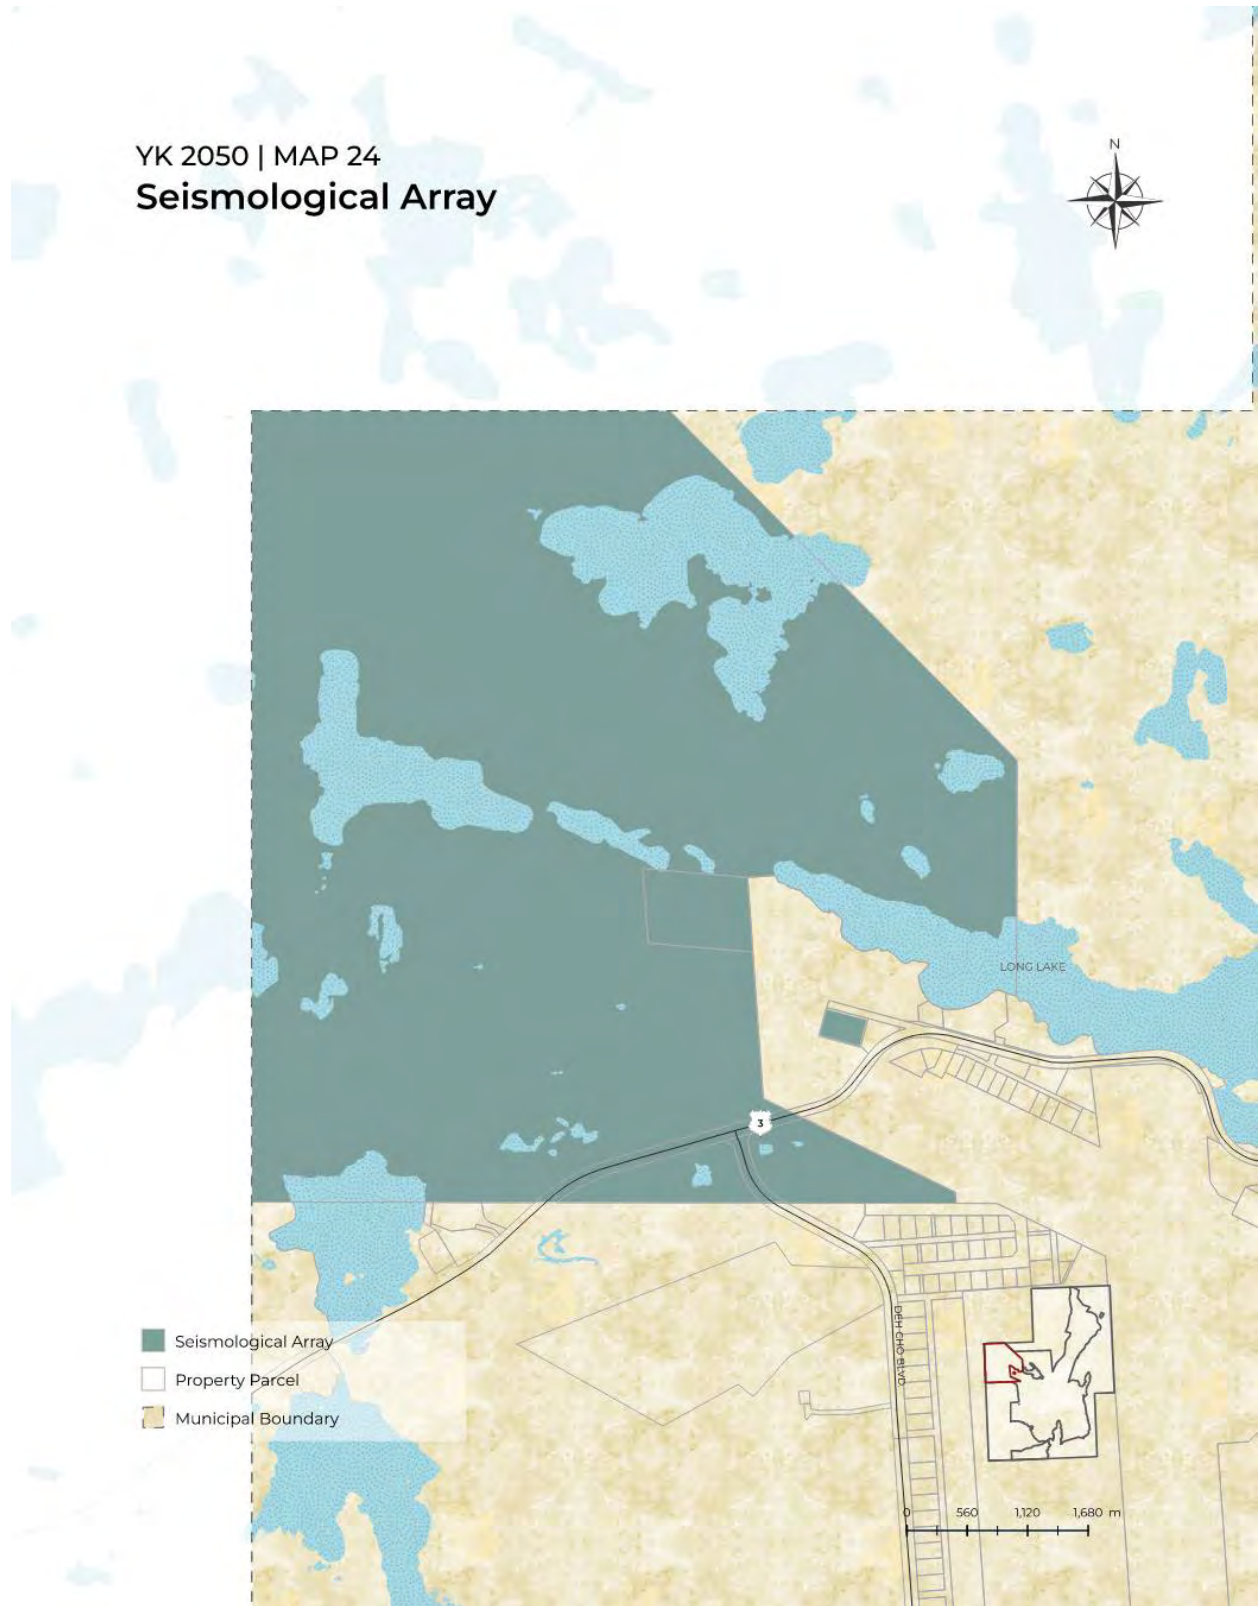 YK 2050 | MAP 24
Seismological Array
N
LONG LAKE
3
DEH CHO BLVD
Seismological Array
Property Parcel
Municipal Boundary
0 560 1,120 1,680 m